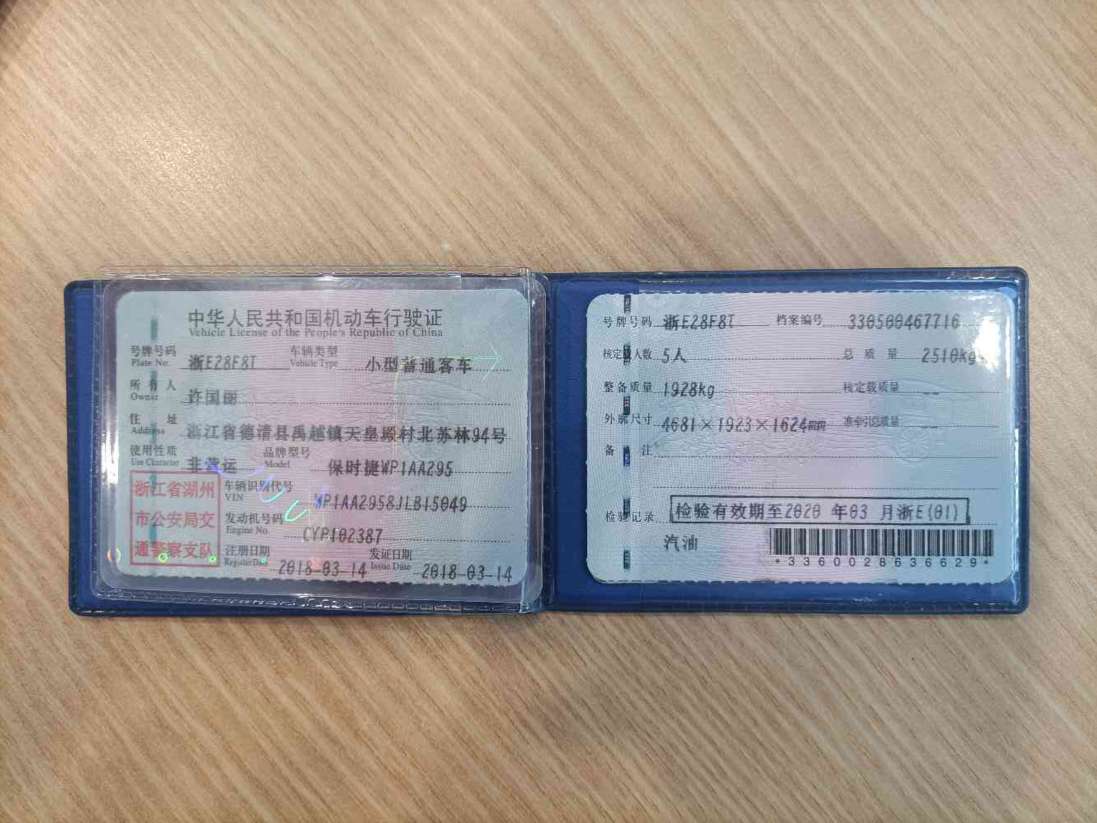 中华人民共和国机动车行驶证
Vehicle License of the People's Republic of China
号牌号码 浙E28F8T 车辆类型 小型普通客车
Plate No. Vehicle Type
所有人 许国丽
Owner
住址 浙江省德清县禹越镇天皇殿村北苏林94号
Address
使用性质 非营运 品牌型号 保时捷WP1AA295
Use Character Model
浙江省湖州
市公安局交
通警察支队
车辆识别代号 WP1AA2958JLB15049
VIN
发动机号码 CYP102387
Engine No.
注册日期 2018-03-14 发证日期 2018-03-14
Register Date Issue Date
号牌号码 浙E28F8T 档案编号 330500467716
核定载人数 5人 总质量 2510kg
整备质量 1928kg 核定载质量 --
外廓尺寸 4681×1923×1624mm 准牵引总质量 --
备注
检验记录 检验有效期至2020 年03 月浙E(01)
汽油
*3360028636629*